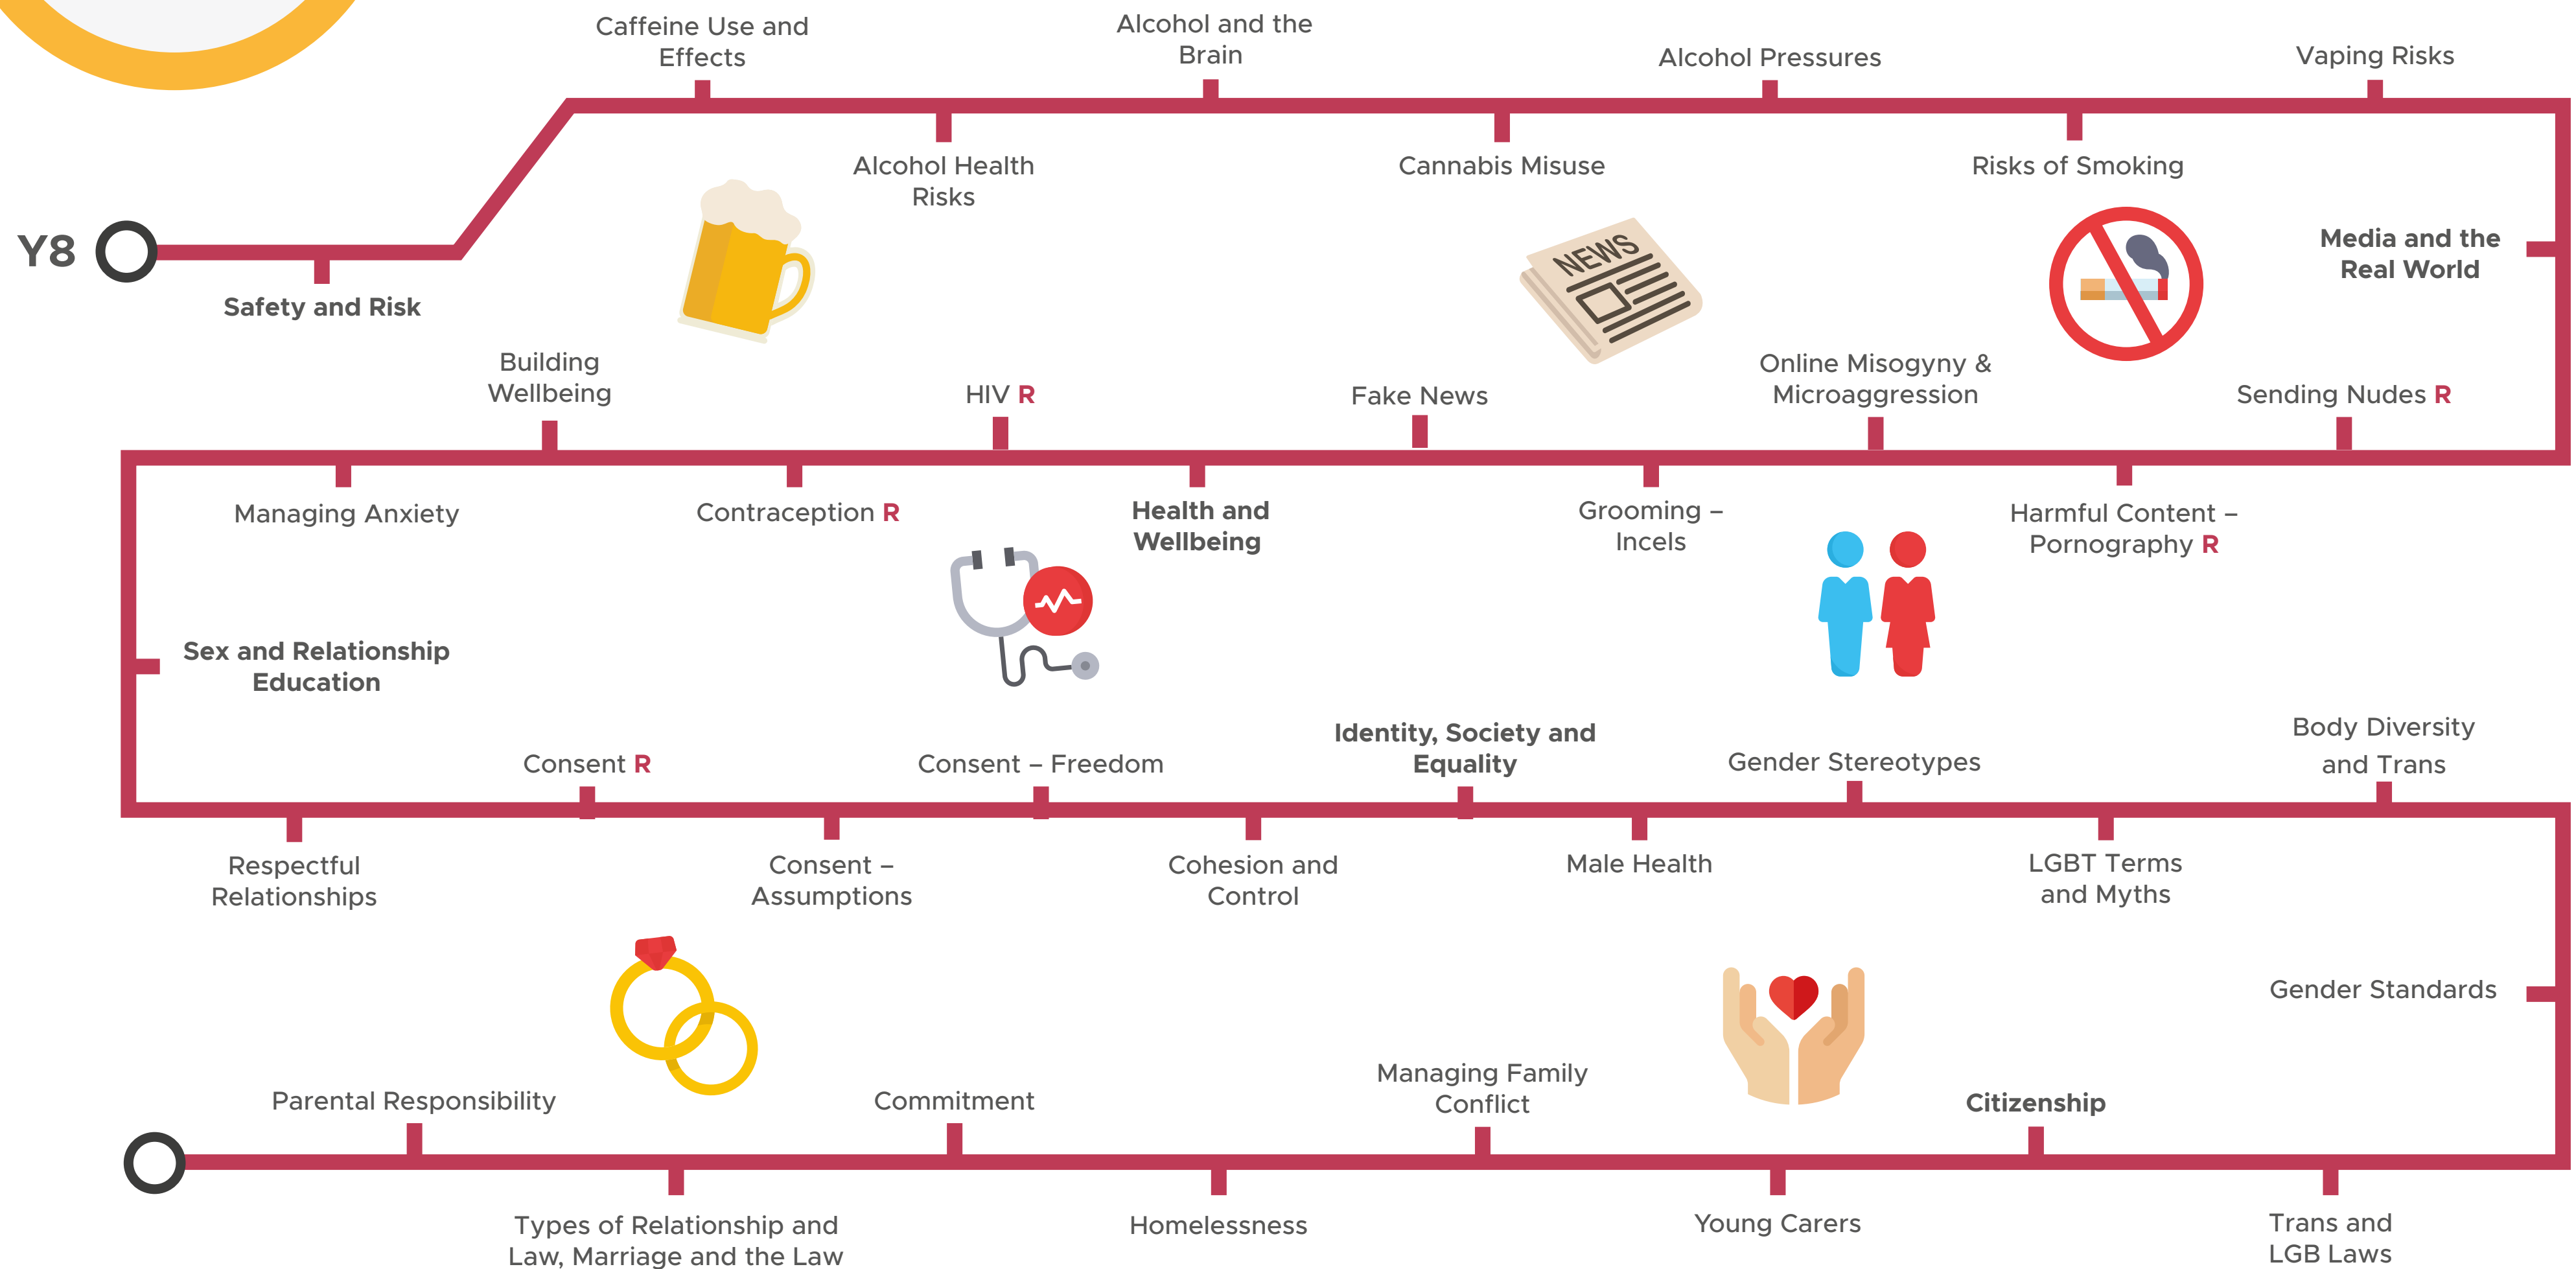 Caffeine Use and
Effects
Alcohol and the
Brain
Alcohol Pressures
Vaping Risks
Alcohol Health
Risks
Cannabis Misuse
Risks of Smoking
Y8
Safety and Risk
NEWS
Media and the
Real World
Building
Wellbeing
HIV R
Fake News
Online Misogyny &
Microaggression
Sending Nudes R
Managing Anxiety
Contraception R
Health and
Wellbeing
Grooming –
Incels
Harmful Content –
Pornography R
Sex and Relationship
Education
Consent R
Consent – Freedom
Identity, Society and
Equality
Gender Stereotypes
Body Diversity
and Trans
Respectful
Relationships
Consent –
Assumptions
Cohesion and
Control
Male Health
LGBT Terms
and Myths
Gender Standards
Parental Responsibility
Commitment
Managing Family
Conflict
Citizenship
Types of Relationship and
Law, Marriage and the Law
Homelessness
Young Carers
Trans and
LGB Laws